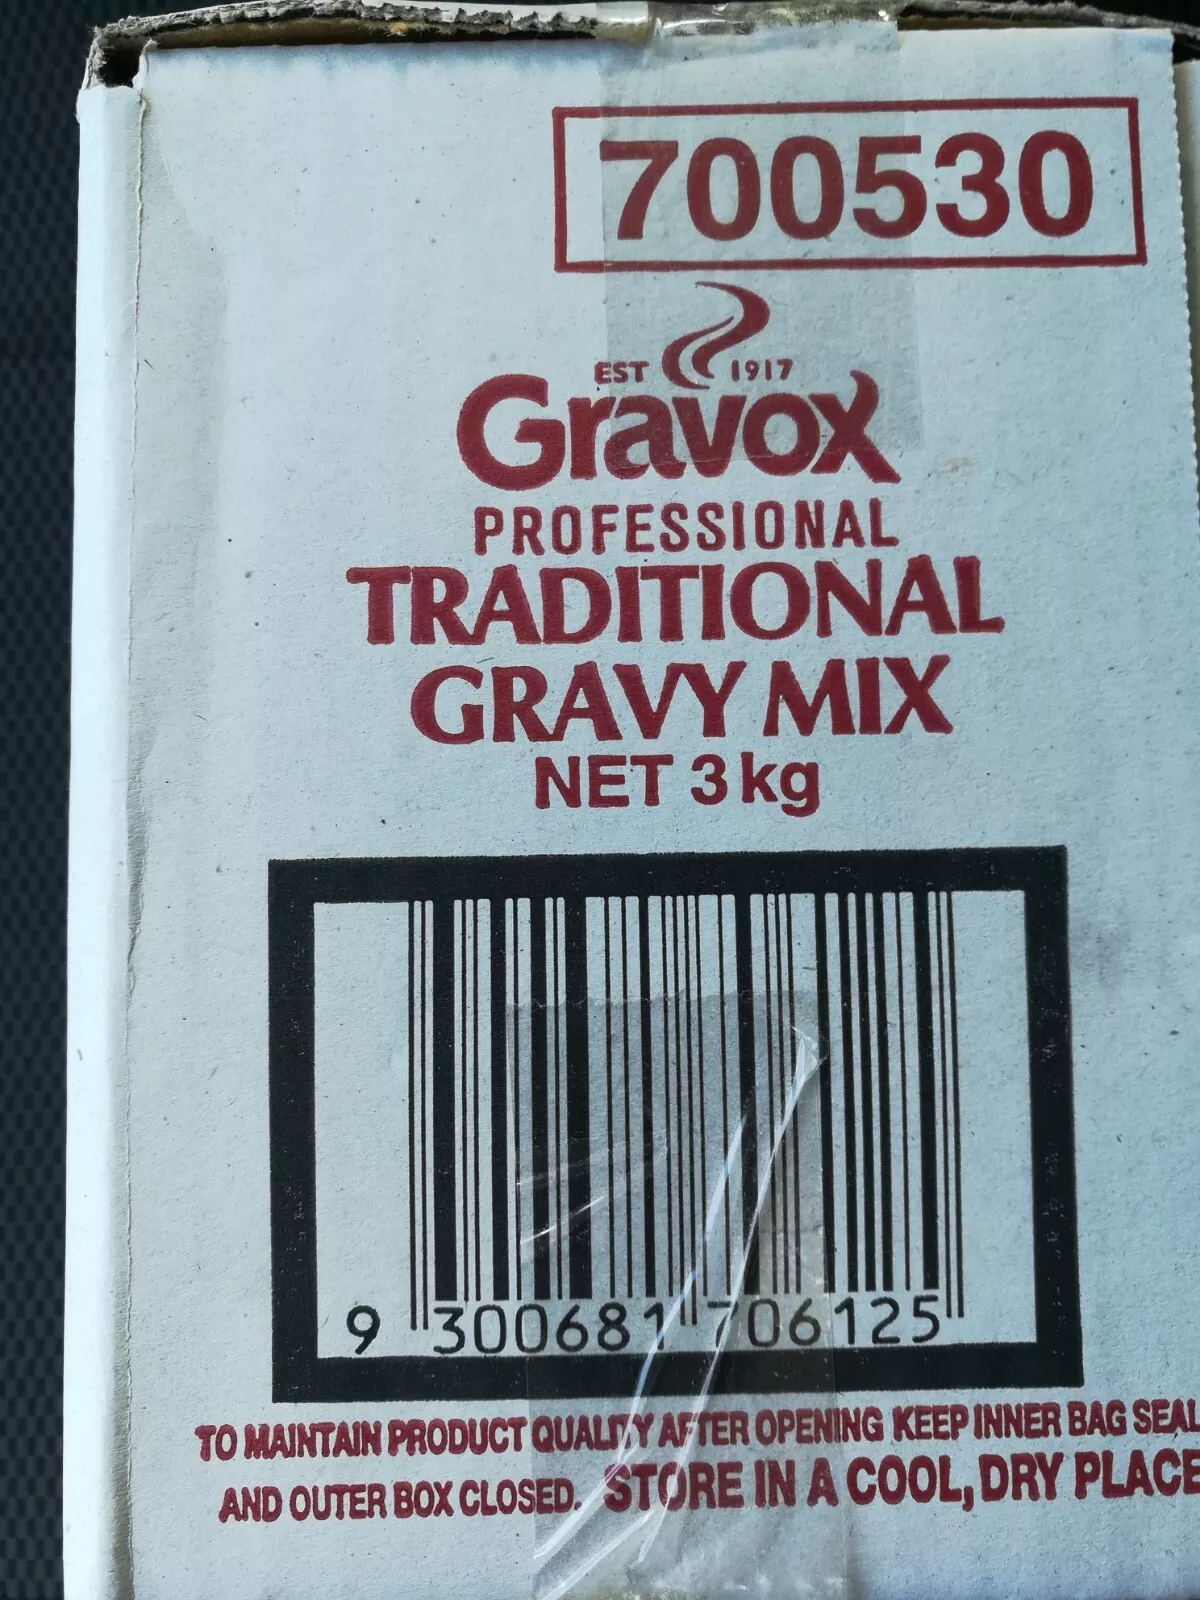 700530
EST 1917
Gravox
PROFESSIONAL
TRADITIONAL
GRAVY MIX
NET 3kg
9 300681 706125
TO MAINTAIN PRODUCT QUALITY AFTER OPENING KEEP INNER BAG SEAL
AND OUTER BOX CLOSED. STORE IN A COOL, DRY PLACE